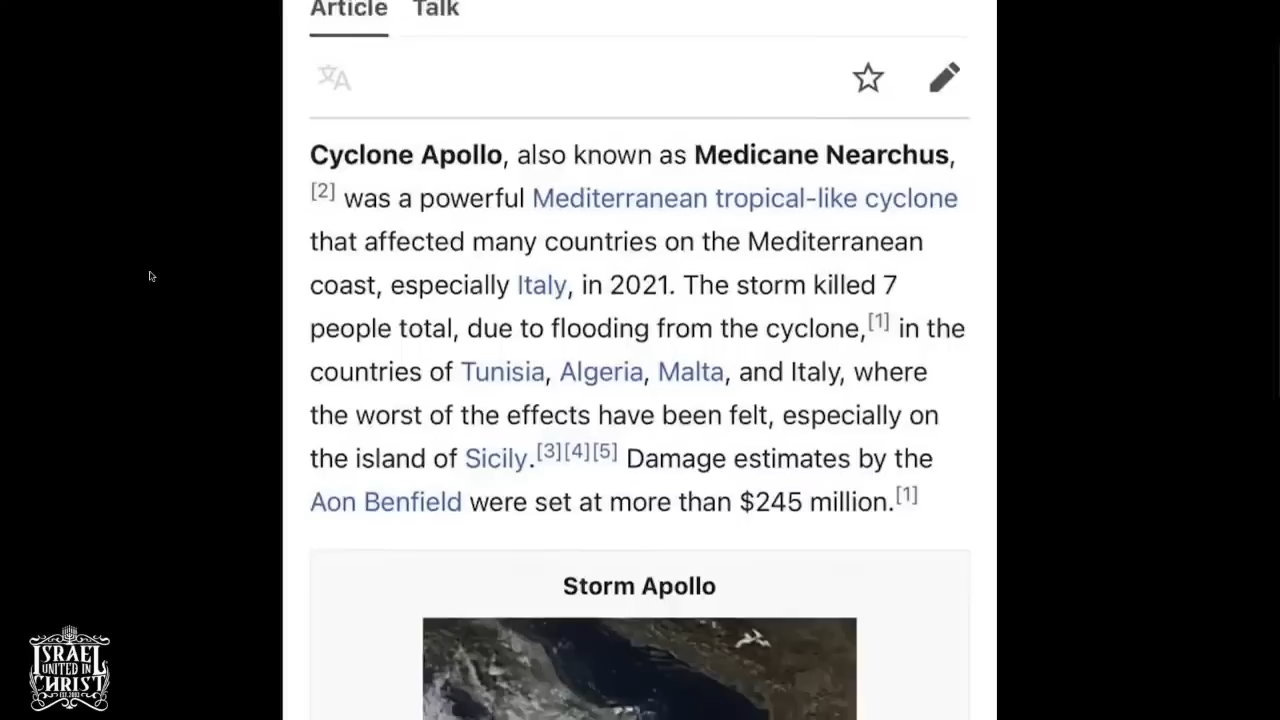 Article Talk
Cyclone Apollo, also known as Medicane Nearchus,
[2] was a powerful Mediterranean tropical-like cyclone
that affected many countries on the Mediterranean
coast, especially Italy, in 2021. The storm killed 7
people total, due to flooding from the cyclone,[1] in the
countries of Tunisia, Algeria, Malta, and Italy, where
the worst of the effects have been felt, especially on
the island of Sicily.[3][4][5] Damage estimates by the
Aon Benfield were set at more than $245 million.[1]
Storm Apollo
ISRAEL
UNITED IN
CHRIST
EST. 2003